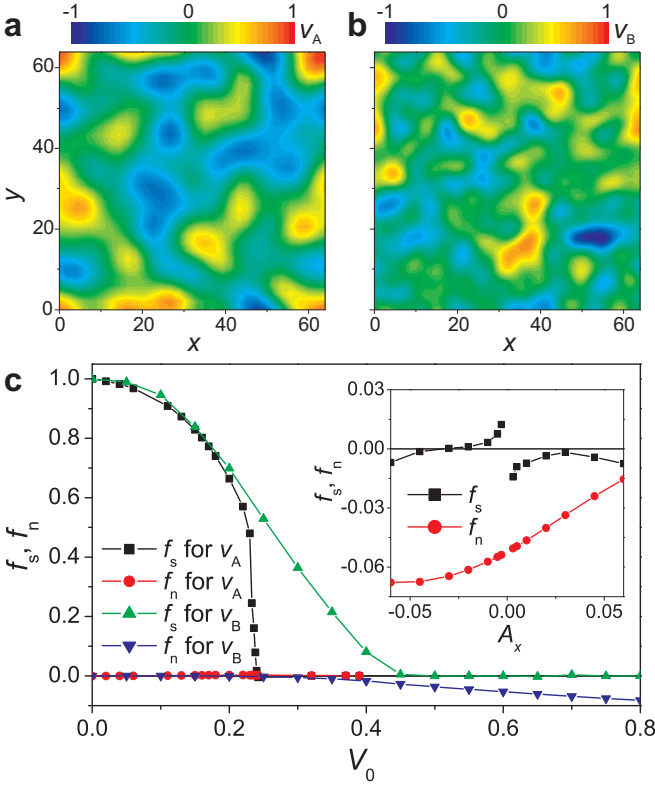 a
-1 0 1 v_A
b
-1 0 1 v_B
60
40
20
0
y
0 20 40 60
x
60
40
20
0
0 20 40 60
x
c
1.0
0.8
0.6
0.4
0.2
0.0
f_s, f_n
f_s for v_A
f_n for v_A
f_s for v_B
f_n for v_B
0.0 0.2 0.4 0.6 0.8
V_0
0.03
0.00
-0.03
-0.06
f_s, f_n
f_s
f_n
-0.05 0.00 0.05
A_x